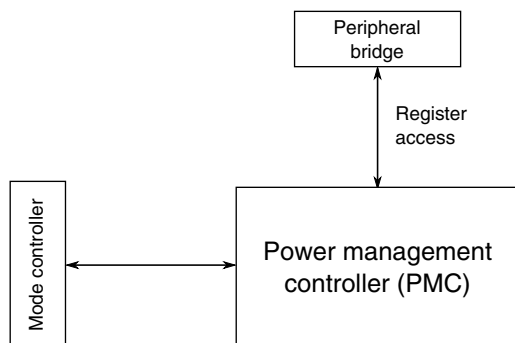 Peripheral
bridge
Register
access
Mode controller
Power management
controller (PMC)